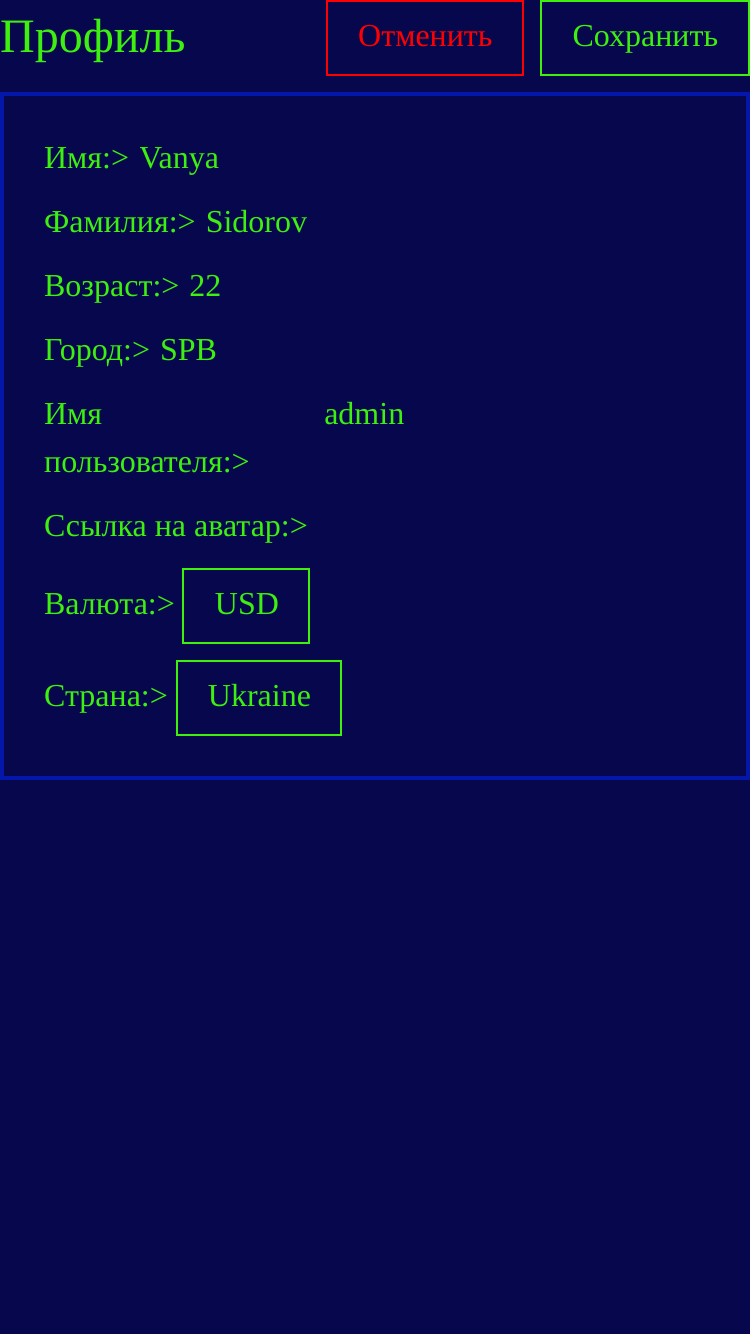 Профиль Отменить Сохранить
Имя:> Vanya
Фамилия:> Sidorov
Возраст:> 22
Город:> SPB
Имя admin
пользователя:>
Ссылка на аватар:>
Валюта:> USD
Страна:> Ukraine